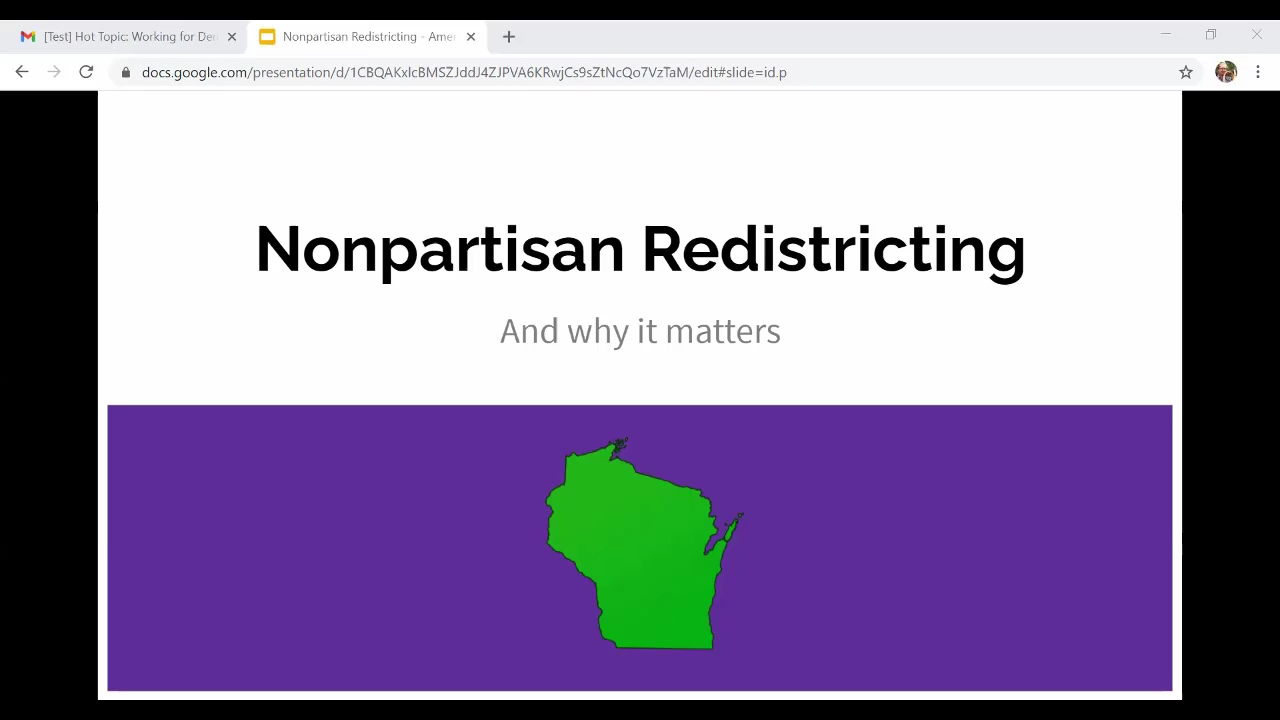 [Test] Hot Topic: Working for Der
Nonpartisan Redistricting - Amer
docs.google.com/presentation/d/1CBQAKxlcBMSZJddJ4ZJPVA6KRwjCs9sZtNcQo7VzTaM/edit#slide=id.p
Nonpartisan Redistricting
And why it matters